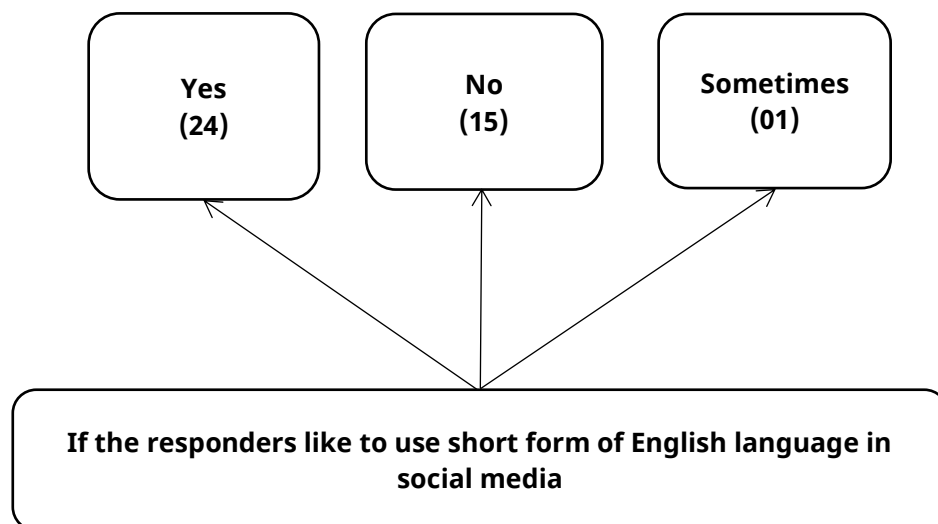 Yes
(24)
No
(15)
Sometimes
(01)
If the responders like to use short form of English language in
social media